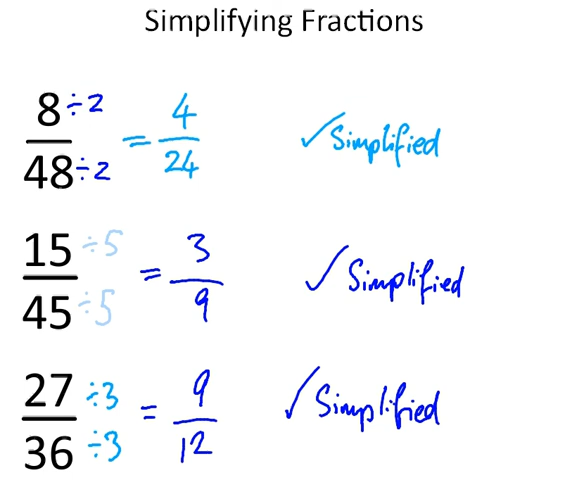 Simplifying Fractions
8 ÷2 = 4 ✓ Simplified
48 ÷2 24
15 ÷5 = 3 ✓ Simplified
45 ÷5 9
27 ÷3 = 9 ✓ Simplified
36 ÷3 12